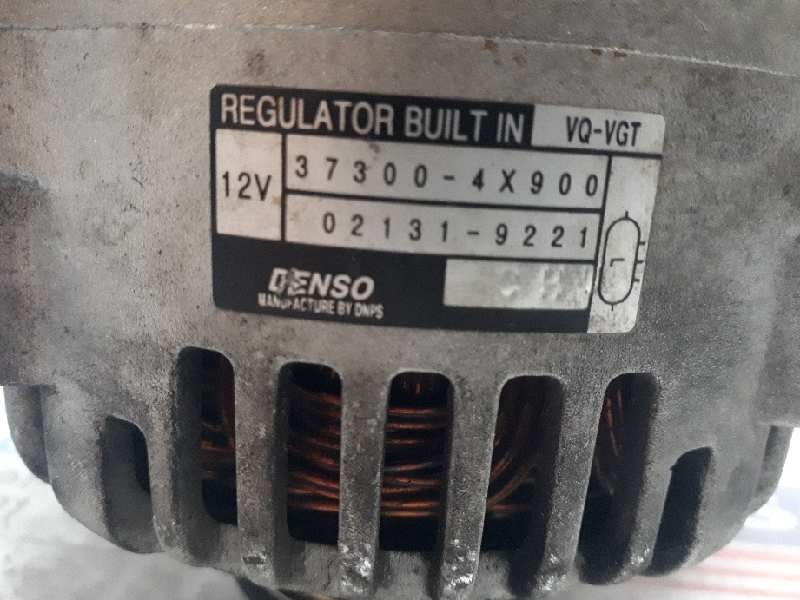 REGULATOR BUILT IN VQ-VGT
12V
37300-4X900
02131-9221
DENSO
MANUFACTURE BY DNPS
L